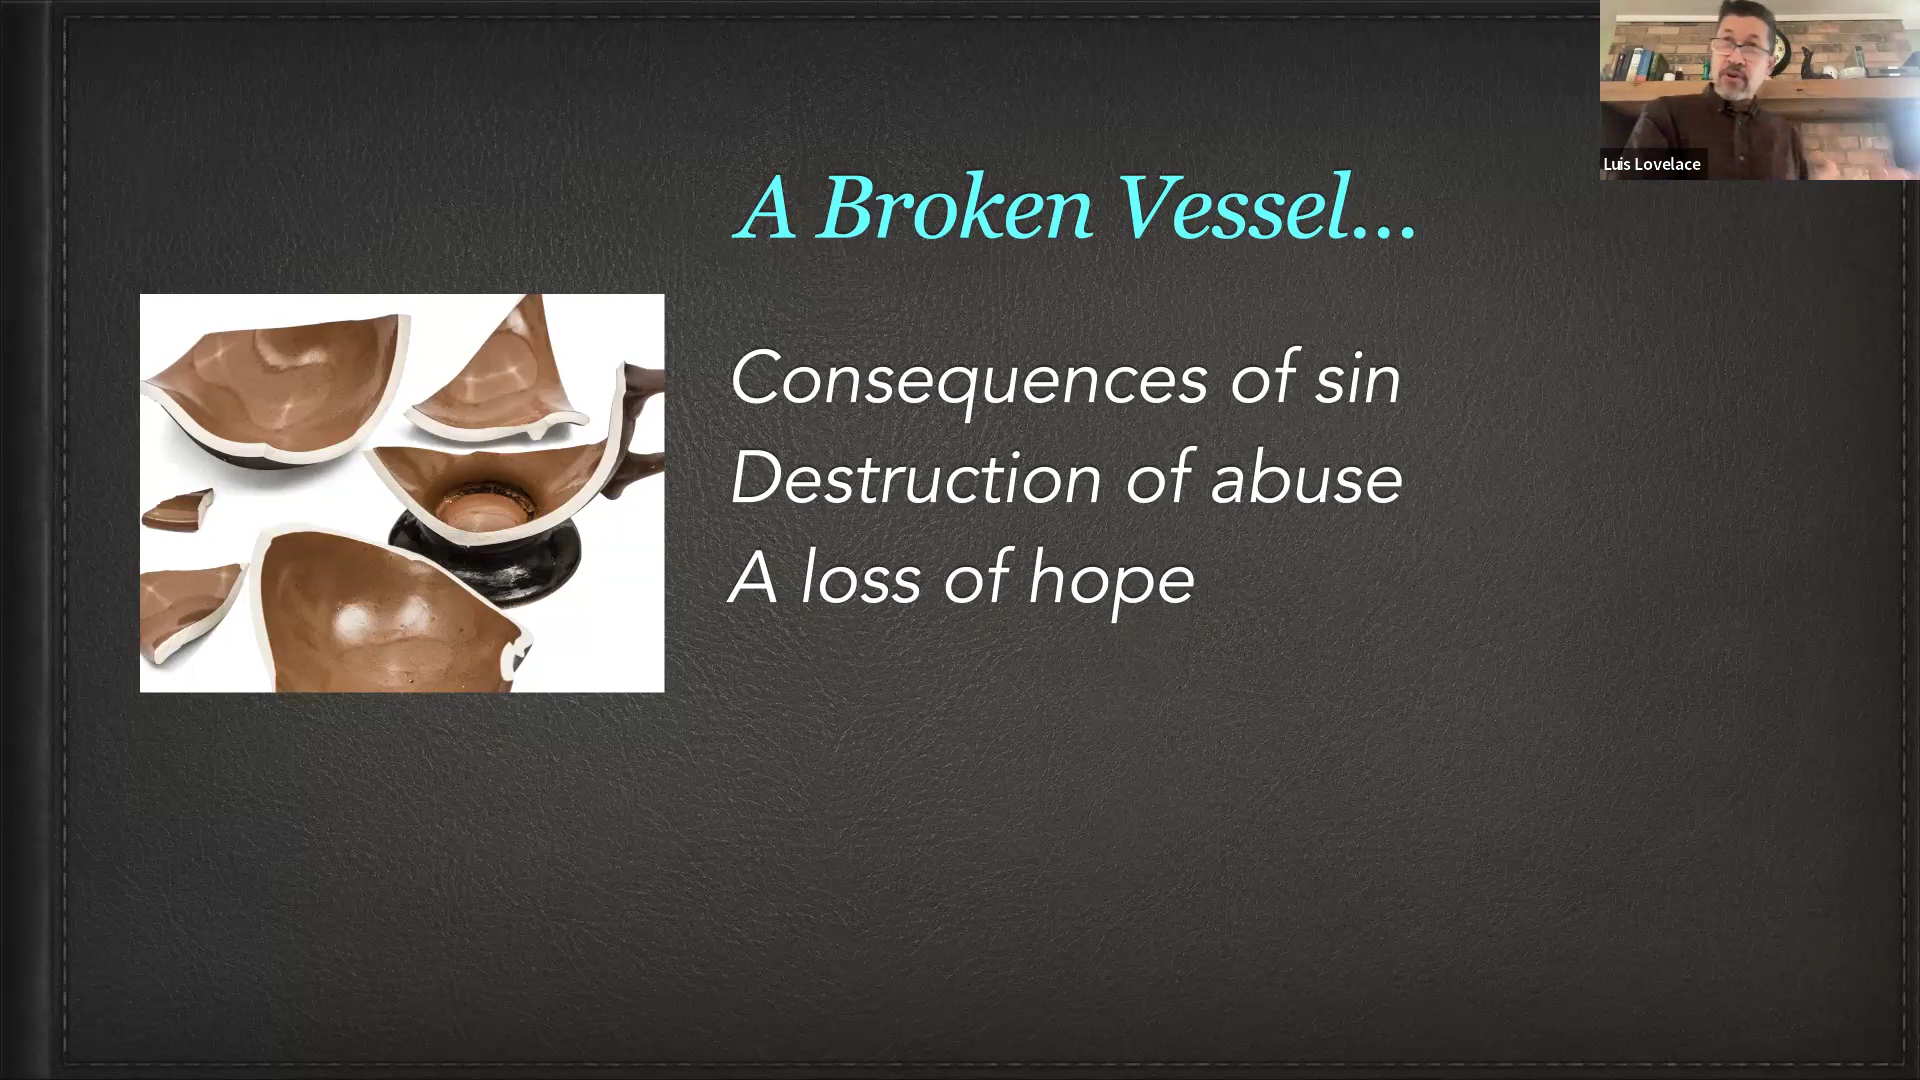 A Broken Vessel...
Consequences of sin
Destruction of abuse
A loss of hope
Luis Lovelace